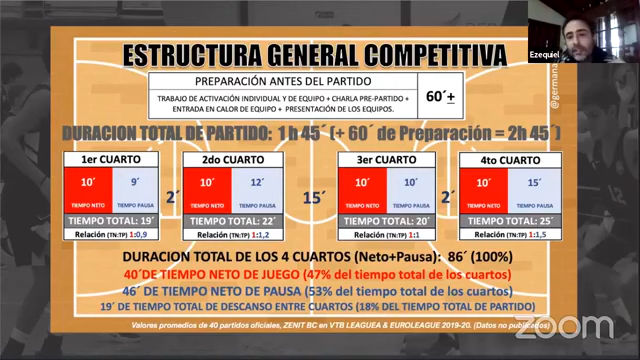 ESTRUCTURA GENERAL COMPETITIVA
Ezequiel
PREPARACIÓN ANTES DEL PARTIDO
TRABAJO DE ACTIVACIÓN INDIVIDUAL Y DE EQUIPO + CHARLA PRE-PARTIDO +
ENTRADA EN CALOR DE EQUIPO + PRESENTACIÓN DE LOS EQUIPOS.
60´+
DURACION TOTAL DE PARTIDO: 1 h 45´ (+ 60´ de Preparación = 2h 45´)
1er CUARTO
10´ 9´
TIEMPO NETO TIEMPO PAUSA
TIEMPO TOTAL: 19´
Relación (TN:TP) 1:0,9
2´
2do CUARTO
10´ 12´
TIEMPO NETO TIEMPO PAUSA
TIEMPO TOTAL: 22´
Relación (TN:TP) 1:1,2
15´
3er CUARTO
10´ 10´
TIEMPO NETO TIEMPO PAUSA
TIEMPO TOTAL: 20´
Relación (TN:TP) 1:1
2´
4to CUARTO
10´ 15´
TIEMPO NETO TIEMPO PAUSA
TIEMPO TOTAL: 25´
Relación (TN:TP) 1:1,5
DURACION TOTAL DE LOS 4 CUARTOS (Neto+Pausa): 86´ (100%)
40´DE TIEMPO NETO DE JUEGO (47% del tiempo total de los cuartos)
46´ DE TIEMPO NETO DE PAUSA (53% del tiempo total de los cuartos)
19´ DE TIEMPO TOTAL DE DESCANSO ENTRE CUARTOS (18% DEL TIEMPO TOTAL DE PARTIDO)
Valores promedios de 40 partidos oficiales, ZENIT BC en VTB LEAGUEA & EUROLEAGUE 2019-20. (Datos no publicados)
zoom